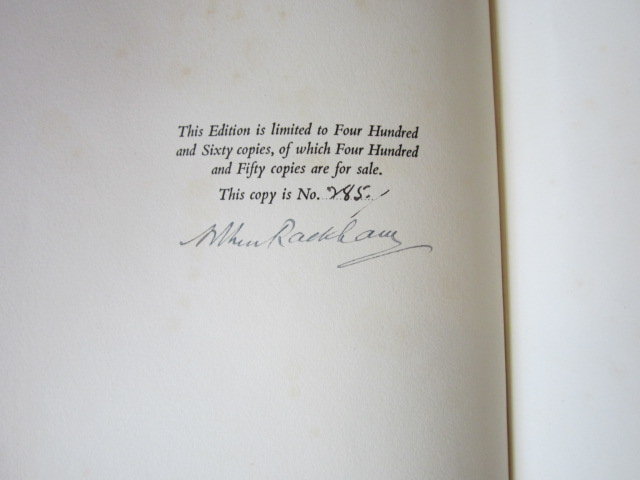 This Edition is limited to Four Hundred
and Sixty copies, of which Four Hundred
and Fifty copies are for sale.
This copy is No. 285.
Arthur Rackham